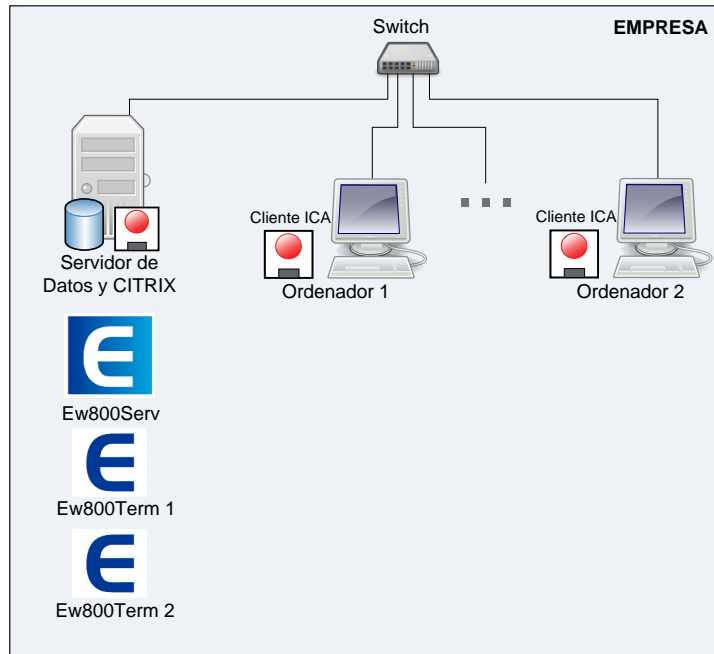 Switch
EMPRESA
Cliente ICA
Cliente ICA
Servidor de
Datos y CITRIX
Ordenador 1
Ordenador 2
E
Ew800Serv
E
Ew800Term 1
E
Ew800Term 2